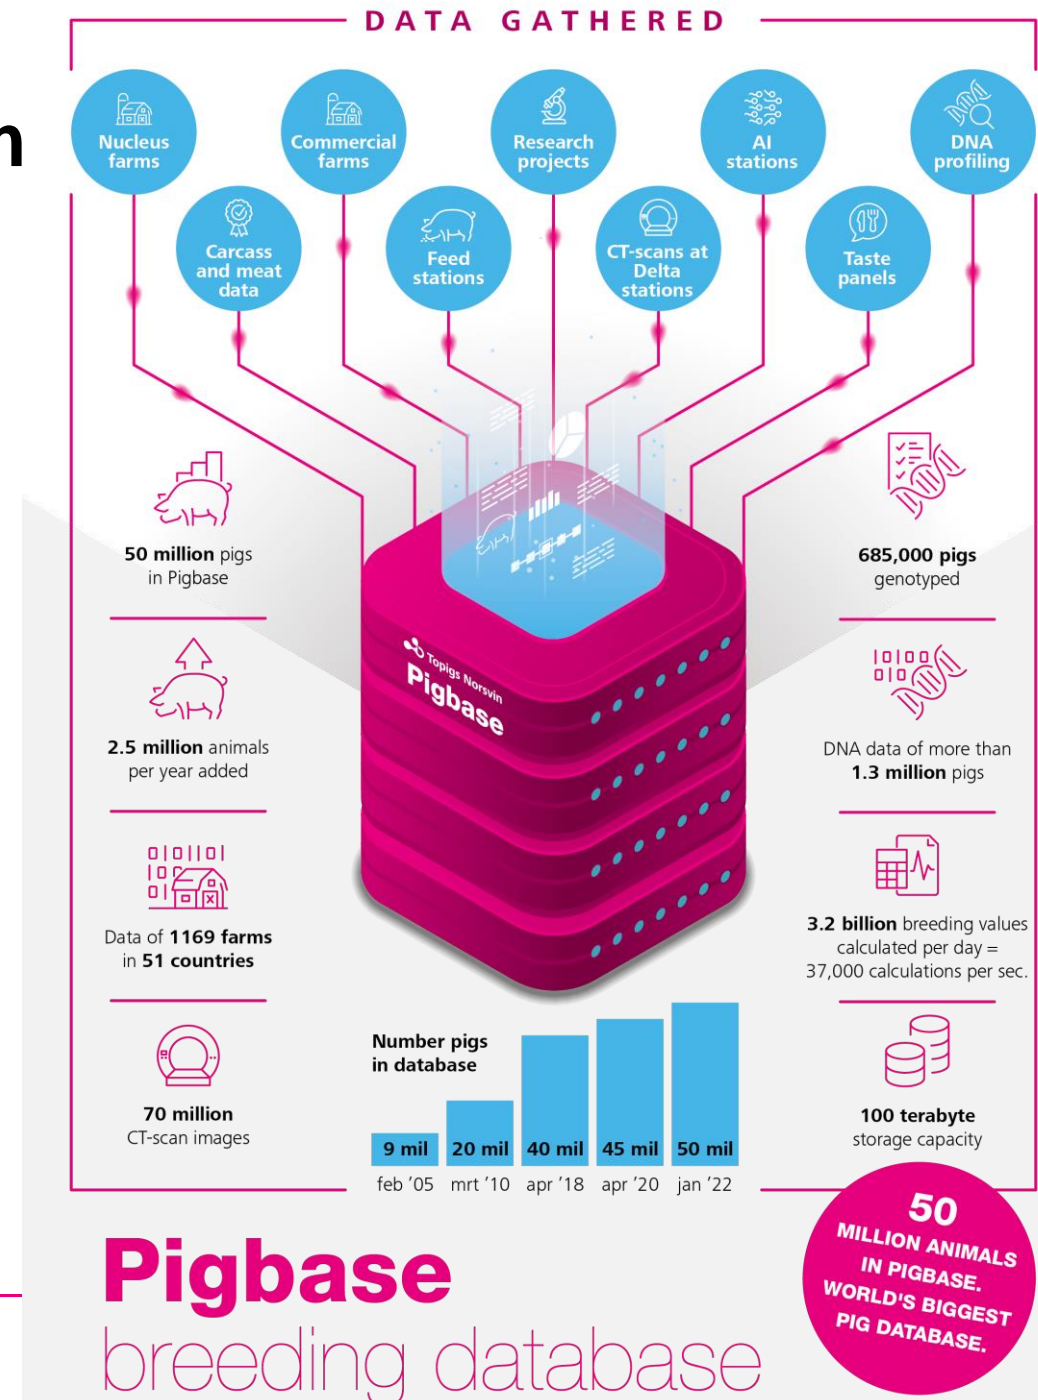 DATA GATHERED
n
Nucleus
farms
Commercial
farms
Research
projects
AI
stations
DNA
profiling
Carcass
and meat
data
Feed
stations
CT-scans at
Delta
stations
Taste
panels
50 million pigs
in Pigbase
2.5 million animals
per year added
Data of 1169 farms
in 51 countries
70 million
CT-scan images
Topigs Norsvin
Pigbase
685,000 pigs
genotyped
DNA data of more than
1.3 million pigs
3.2 billion breeding values
calculated per day =
37,000 calculations per sec.
100 terabyte
storage capacity
Number pigs
in database
9 mil 20 mil 40 mil 45 mil 50 mil
feb '05 mrt '10 apr '18 apr '20 jan '22
50
MILLION ANIMALS
IN PIGBASE.
WORLD'S BIGGEST
PIG DATABASE.
Pigbase
breeding database